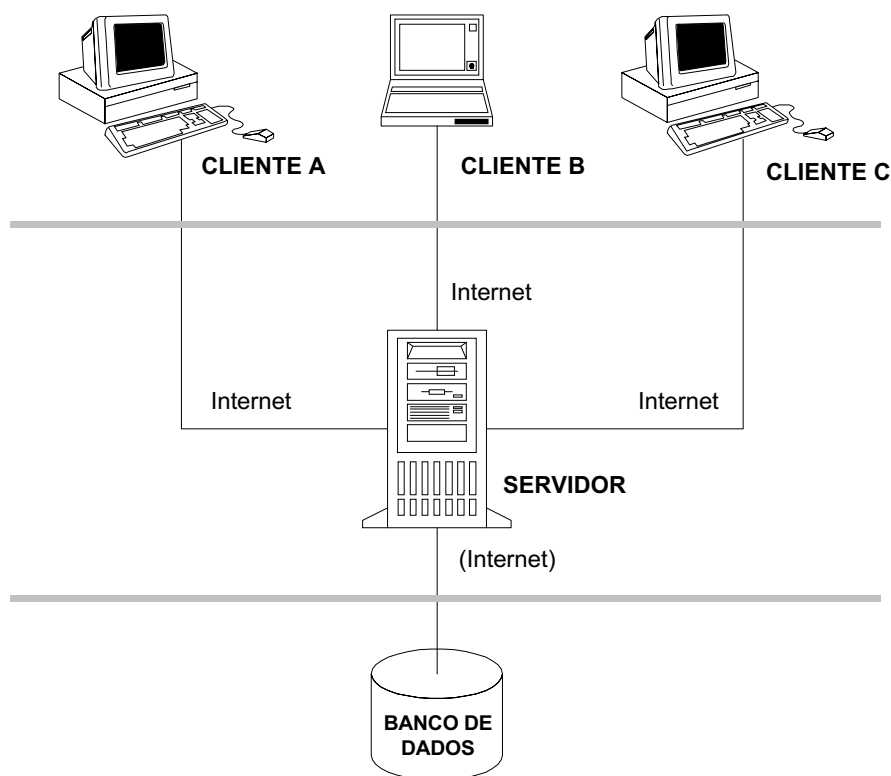 CLIENTE A
CLIENTE B
CLIENTE C
Internet
Internet
Internet
SERVIDOR
(Internet)
BANCO DE
DADOS